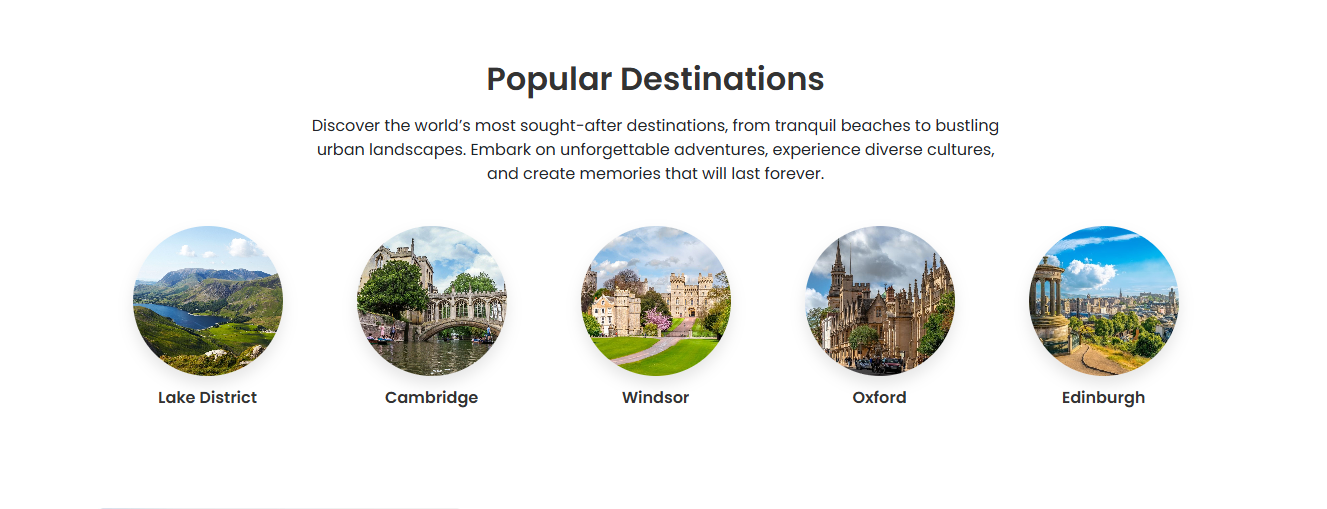 Popular Destinations
Discover the world’s most sought-after destinations, from tranquil beaches to bustling
urban landscapes. Embark on unforgettable adventures, experience diverse cultures,
and create memories that will last forever.
Lake District
Cambridge
Windsor
Oxford
Edinburgh